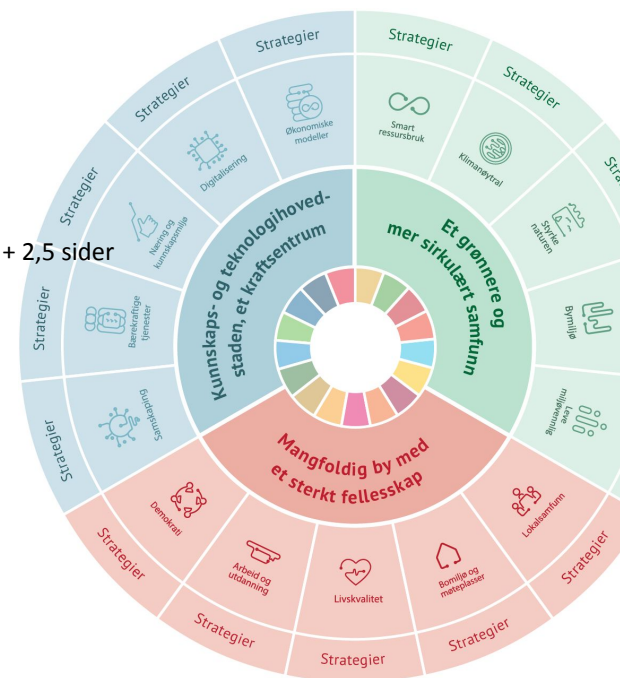 Strategier
Strategier
Strategier
Strategier
Strategier
Strategier
Strategier
Strategier
Økonomiske
modeller
Digitalisering
Næring og
kunnskapsmiljø
+ 2,5 sider
Bærekraftige
tjenester
Samskaping
Smart
ressursbruk
Klimanøytral
Styrke
naturen
Bymiljø
Leve
miljøvennlig
Kunnskaps- og teknologihoved-
staden, et kraftsentrum
Et grønnere og
mer sirkulært samfunn
Mangfoldig by med
et sterkt fellesskap
Demokrati
Arbeid og
utdanning
Livskvalitet
Bomiljø og
møteplasser
Lokalsamfunn
Strategier
Strategier
Strategier
Strategier
Strategier